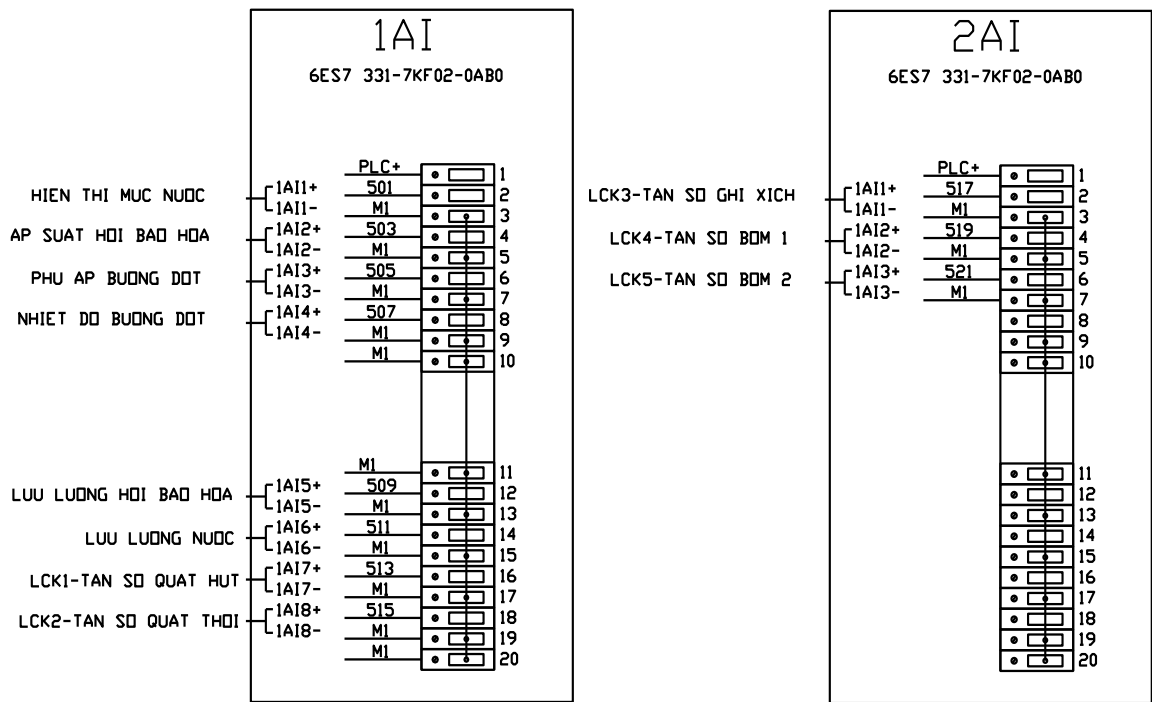 1AI
6ES7 331-7KF02-0AB0
PLC+ 1
HIEN THI MUC NUOC 1AI1+ 501 2
1AI1- M1 3
AP SUAT HOI BAO HOA 1AI2+ 503 4
1AI2- M1 5
PHU AP BUONG DOT 1AI3+ 505 6
1AI3- M1 7
NHIET DO BUONG DOT 1AI4+ 507 8
1AI4- M1 9
M1 10
M1 11
LUU LUONG HOI BAO HOA 1AI5+ 509 12
1AI5- M1 13
LUU LUONG NUOC 1AI6+ 511 14
1AI6- M1 15
LCK1-TAN SO QUAT HUT 1AI7+ 513 16
1AI7- M1 17
LCK2-TAN SO QUAT THOI 1AI8+ 515 18
1AI8- M1 19
M1 20
2AI
6ES7 331-7KF02-0AB0
PLC+ 1
LCK3-TAN SO GHI XICH 1AI1+ 517 2
1AI1- M1 3
LCK4-TAN SO BOM 1 1AI2+ 519 4
1AI2- M1 5
LCK5-TAN SO BOM 2 1AI3+ 521 6
1AI3- M1 7
8
9
10
11
12
13
14
15
16
17
18
19
20